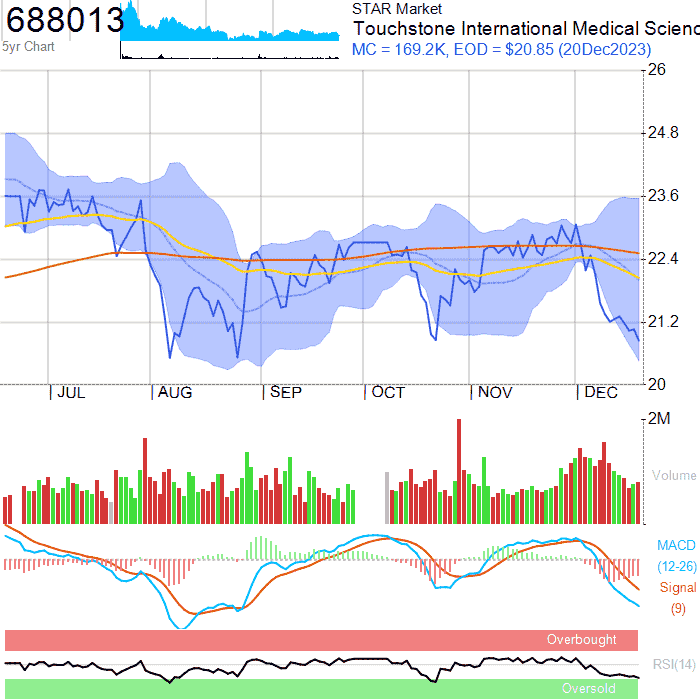 688013
5yr Chart
STAR Market
Touchstone International Medical Scienc
MC = 169.2K, EOD = $20.85 (20Dec2023)
26
24.8
23.6
22.4
21.2
20
JUL AUG SEP OCT NOV DEC
2M
Volume
MACD
(12-26)
Signal
(9)
Overbought
RSI(14)
Oversold